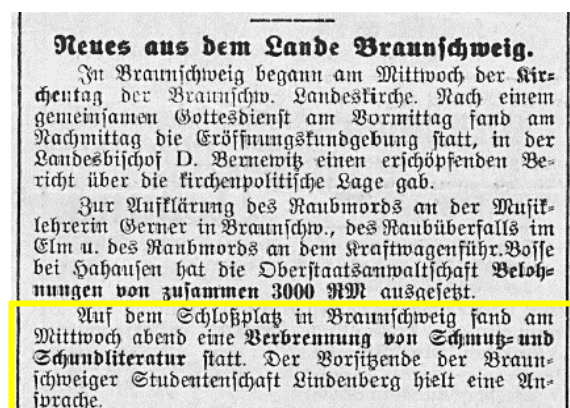 Neues aus dem Lande Braunschweig.
In Braunschweig begann am Mittwoch der Kir-
chentag der Braunschw. Landeskirche. Nach einem
gemeinsamen Gottesdienst am Vormittag fand am
Nachmittag die Eröffnungskundgebung statt, in der
Landesbischof D. Bernewitz einen erschöpfenden Be-
richt über die kirchenpolitische Lage gab.
Zur Aufklärung des Raubmords an der Musik-
lehrerin Gerner in Braunschw., des Raubüberfalls im
Elm u. des Raubmords an dem Kraftwagenführ. Bosse
bei Hahausen hat die Oberstaatsanwaltschaft Beloh-
nungen von zusammen 3000 RM ausgesetzt.
Auf dem Schloßplatz in Braunschweig fand am
Mittwoch abend eine Verbrennung von Schmutz- und
Schundliteratur statt. Der Vorsitzende der Braun-
schweiger Studentenschaft Lindenberg hielt eine An-
sprache.